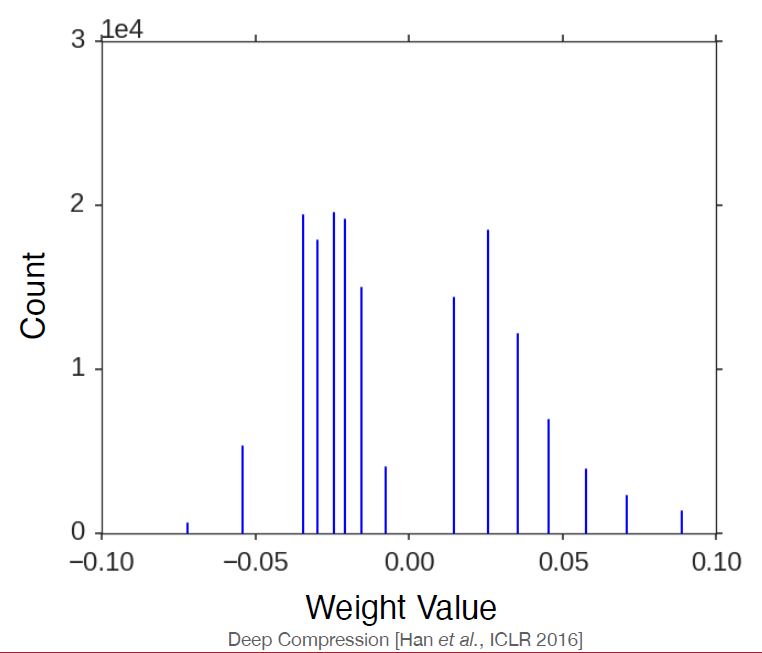 1e4
3
2
1
0
Count
−0.10 −0.05 0.00 0.05 0.10
Weight Value
Deep Compression [Han et al., ICLR 2016]